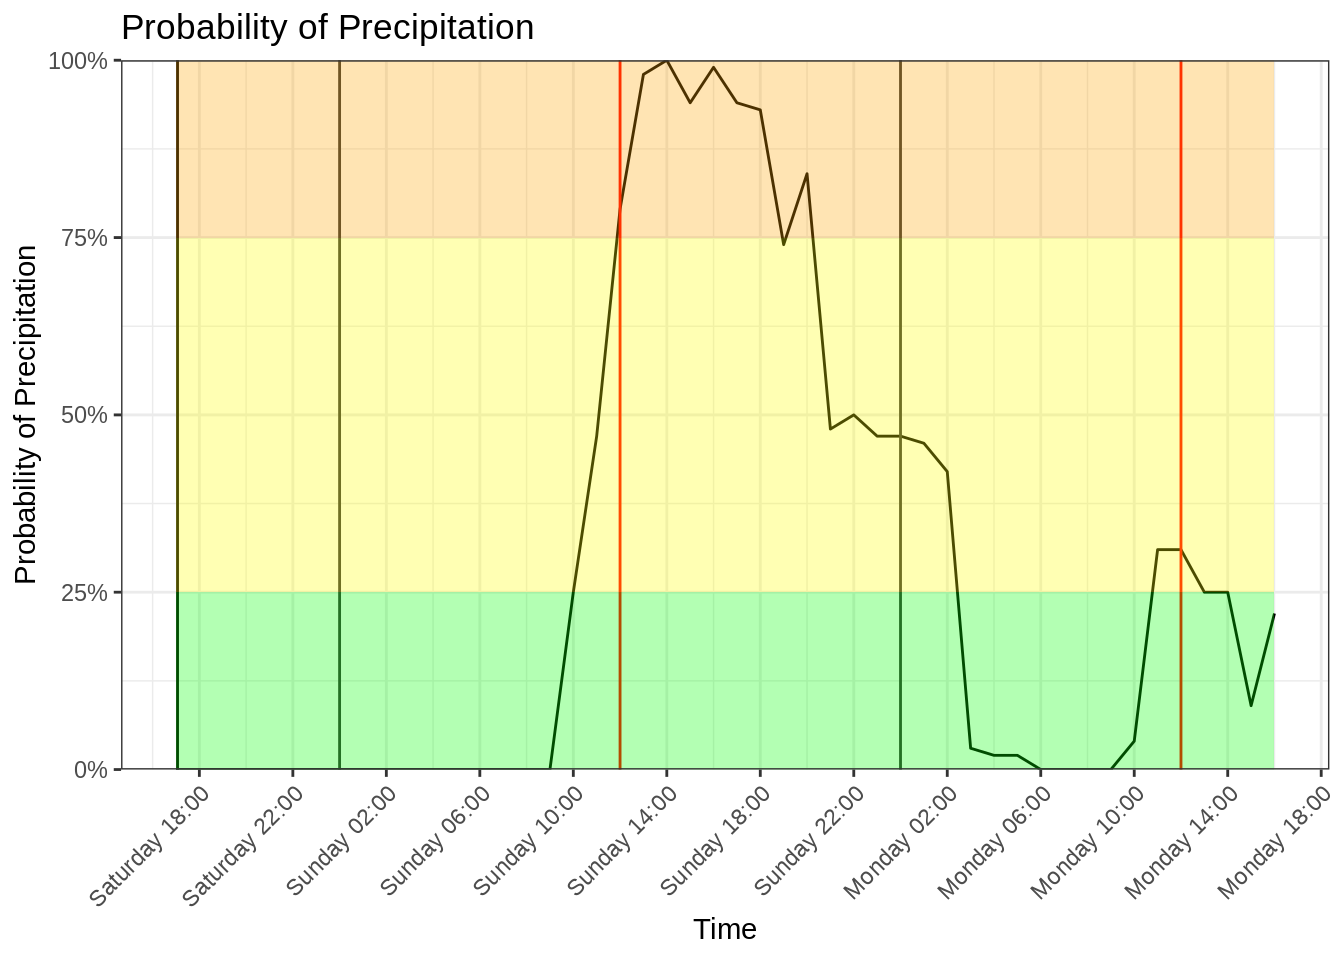 Probability of Precipitation
Probability of Precipitation
100%
75%
50%
25%
0%
Saturday 18:00
Saturday 22:00
Sunday 02:00
Sunday 06:00
Sunday 10:00
Sunday 14:00
Sunday 18:00
Sunday 22:00
Monday 02:00
Monday 06:00
Monday 10:00
Monday 14:00
Monday 18:00
Time